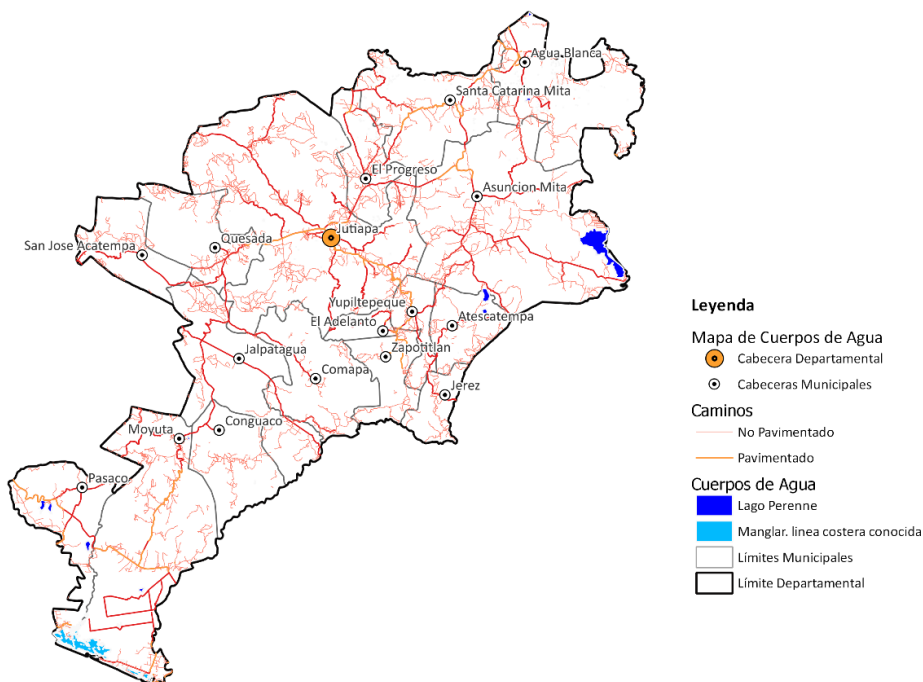 Agua Blanca
Santa Catarina Mita
El Progreso
Asuncion Mita
Jutiapa
Quesada
San Jose Acatempa
Yupiltepeque
El Adelanto
Atescatempa
Zapotitlan
Jalpatagua
Comapa
Jerez
Conguaco
Moyuta
Pasaco
Leyenda
Mapa de Cuerpos de Agua
Cabecera Departamental
Cabeceras Municipales
Caminos
No Pavimentado
Pavimentado
Cuerpos de Agua
Lago Perenne
Manglar. linea costera conocida
Límites Municipales
Límite Departamental